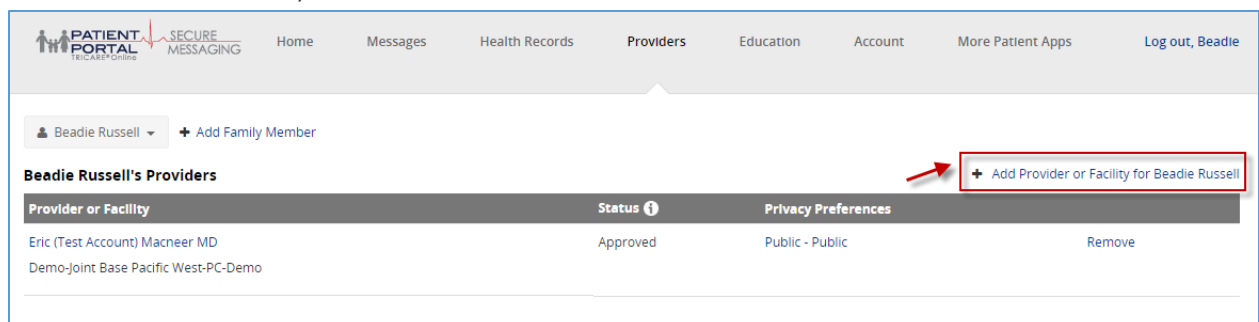 PATIENT SECURE
PORTAL MESSAGING
TRICARE®Online
Home Messages Health Records Providers Education Account More Patient Apps Log out, Beadie
Beadie Russell + Add Family Member
Beadie Russell's Providers + Add Provider or Facility for Beadie Russell
Provider or Facility Status Privacy Preferences
Eric (Test Account) Macneer MD Approved Public - Public Remove
Demo-Joint Base Pacific West-PC-Demo